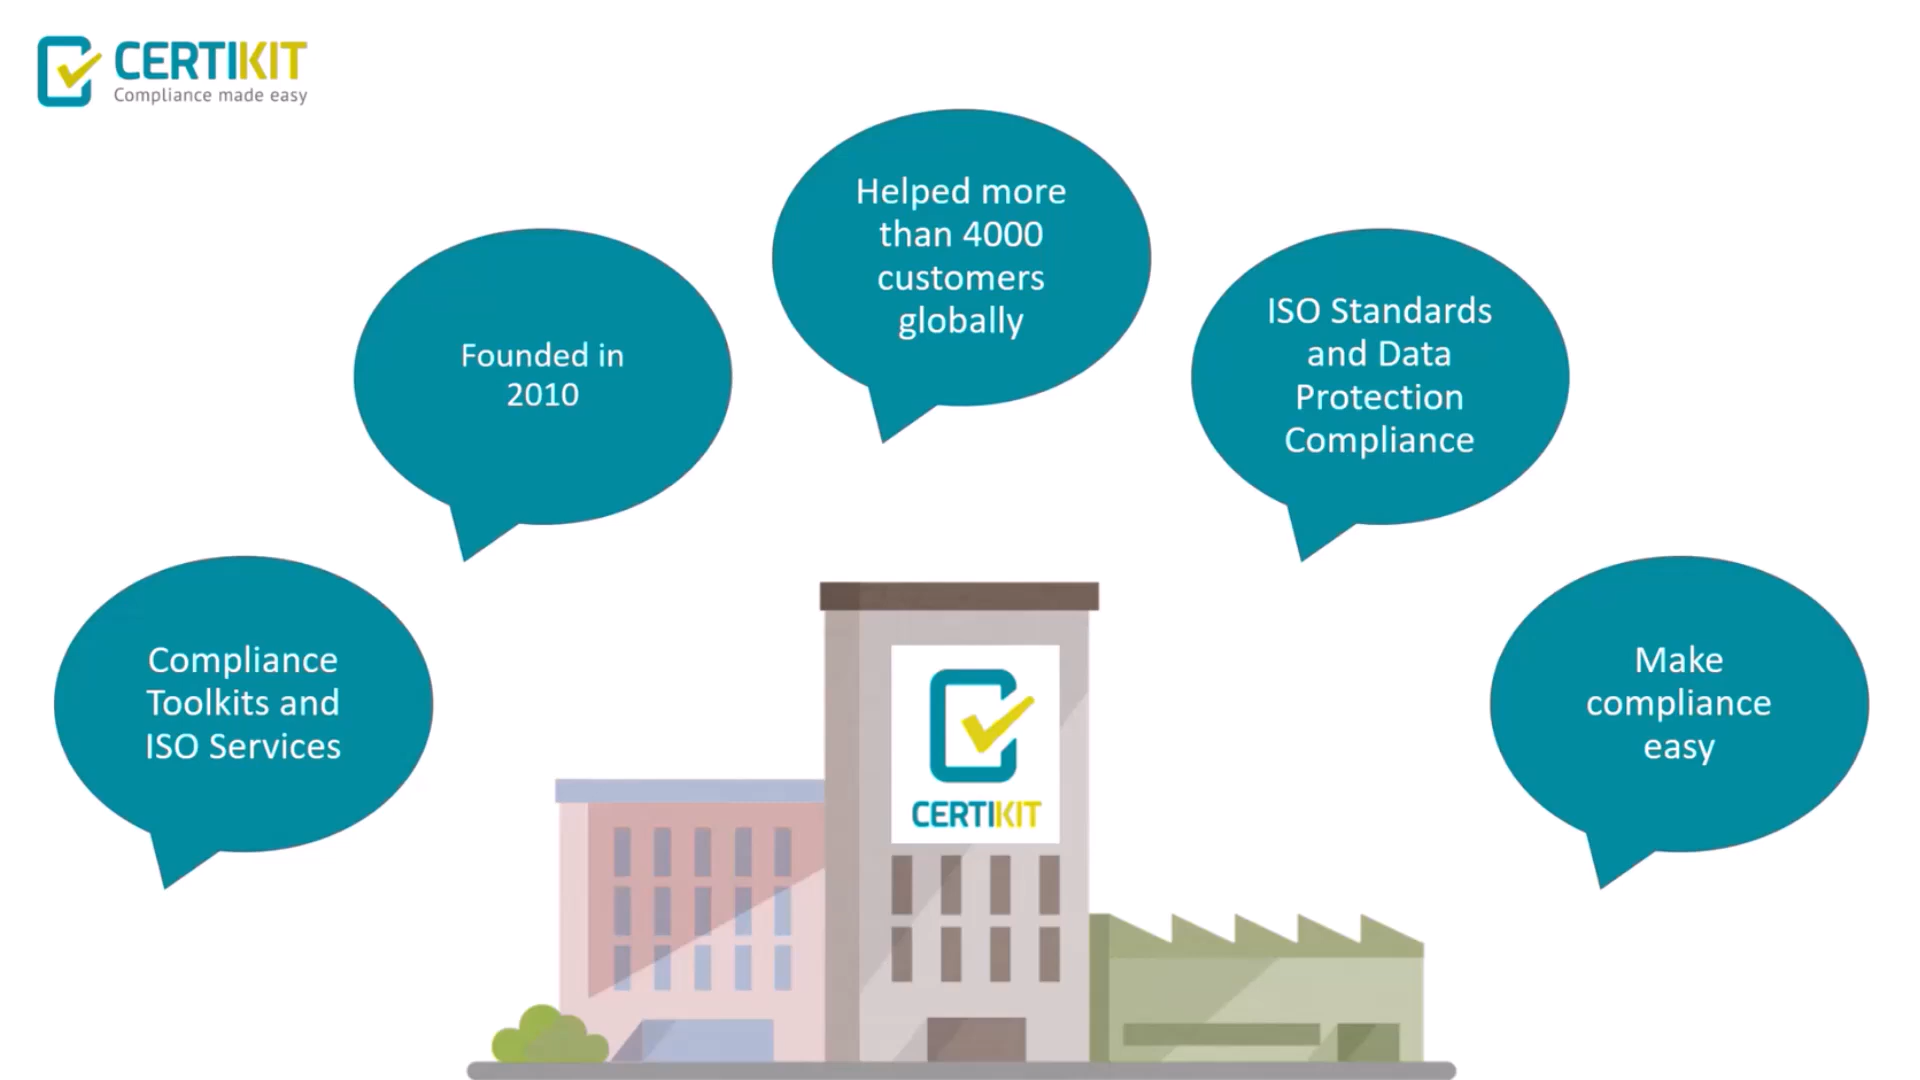 CERTIKIT
Compliance made easy
Helped more
than 4000
customers
globally
Founded in
2010
ISO Standards
and Data
Protection
Compliance
Compliance
Toolkits and
ISO Services
Make
compliance
easy
CERTIKIT